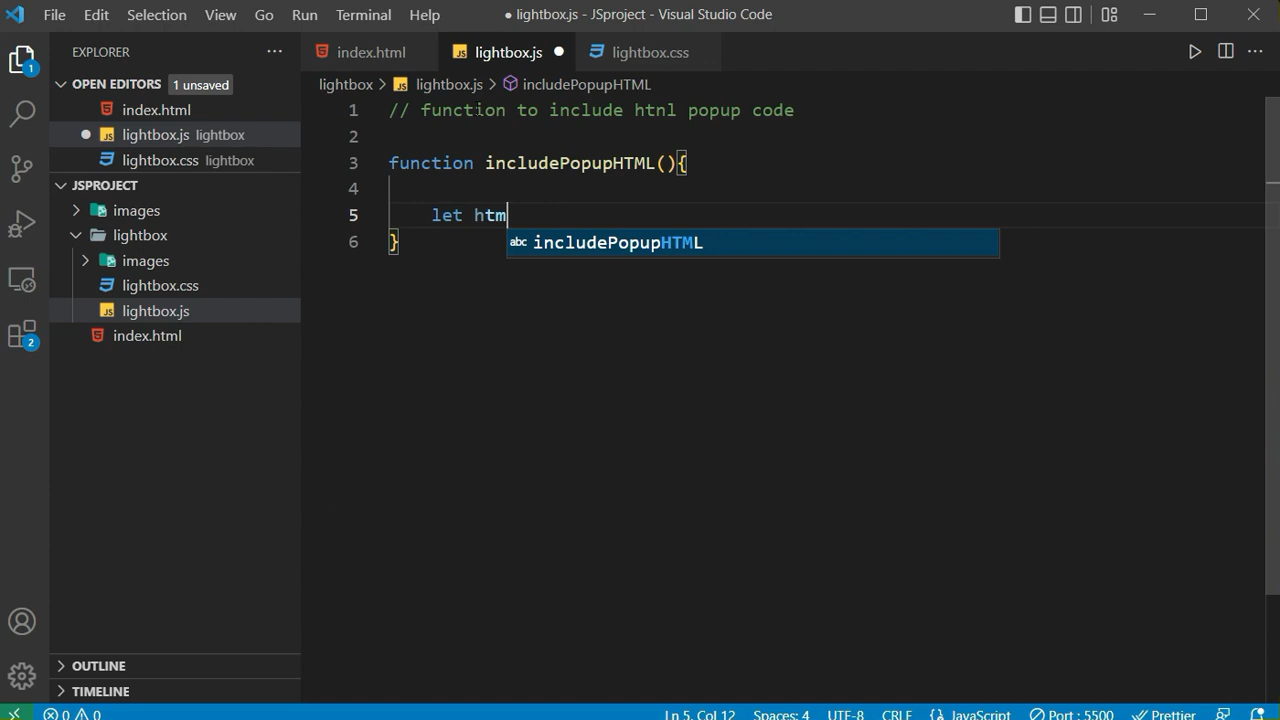 File Edit Selection View Go Run Terminal Help
● lightbox.js - JSproject - Visual Studio Code
EXPLORER
OPEN EDITORS 1 unsaved
index.html
lightbox.js lightbox
lightbox.css lightbox
JSPROJECT
images
lightbox
images
lightbox.css
lightbox.js
index.html
OUTLINE
TIMELINE
1
2
index.html lightbox.js lightbox.css
lightbox > lightbox.js > includePopupHTML
1 // function to include htnl popup code
2
3 function includePopupHTML(){
4
5 let htm
abc includePopupHTML
6 }
0 0 Ln 5, Col 12 Spaces: 4 UTF-8 CRLF {} JavaScript Port : 5500 Prettier